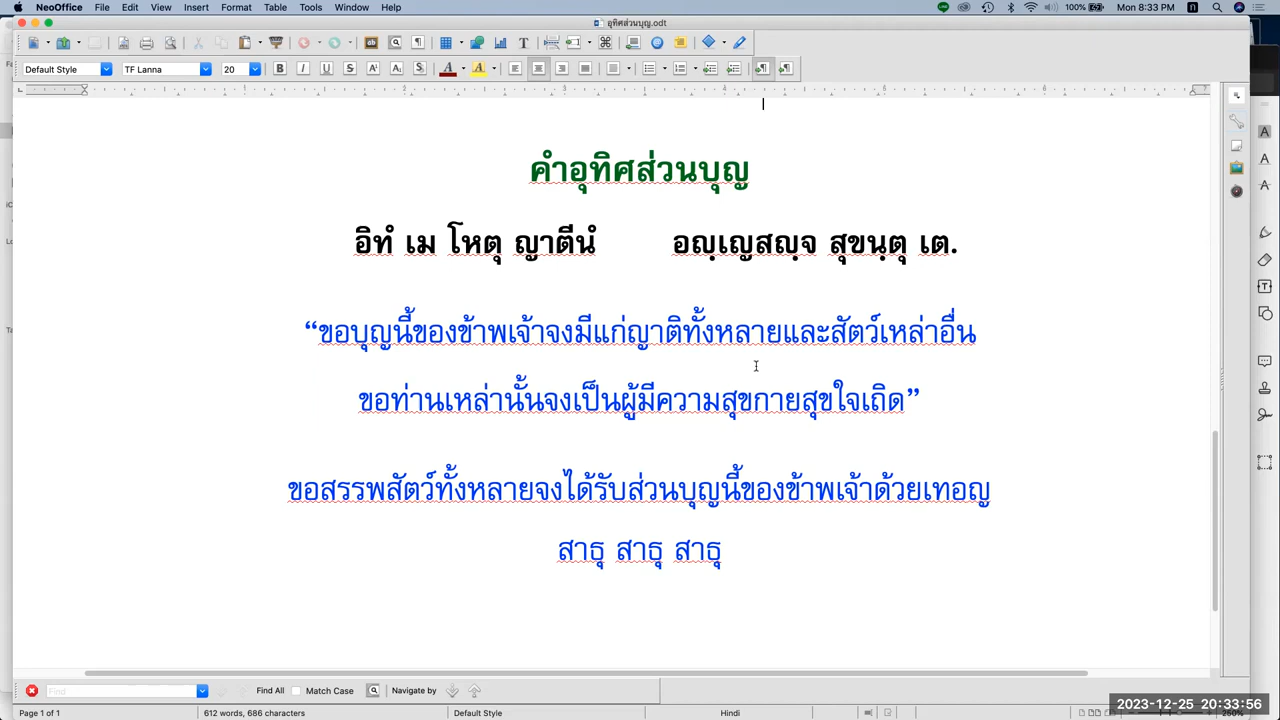 NeoOffice File Edit View Insert Format Table Tools Window Help 100% Mon 8:33 PM
อุทิศส่วนบุญ.odt
Default Style TF Lanna 20
คำอุทิศส่วนบุญ
อิทํ เม โหตุ ญาตีนํ อญฺเญสญฺจ สุขนฺตุ เต.
“ขอบุญนี้ของข้าพเจ้าจงมีแก่ญาติทั้งหลายและสัตว์เหล่าอื่น
ขอท่านเหล่านั้นจงเป็นผู้มีความสุขกายสุขใจเถิด”
ขอสรรพสัตว์ทั้งหลายจงได้รับส่วนบุญนี้ของข้าพเจ้าด้วยเทอญ
สาธุ สาธุ สาธุ
Find Find All Match Case Navigate by
2023-12-25 20:33:56
Page 1 of 1 612 words, 686 characters Default Style Hindi